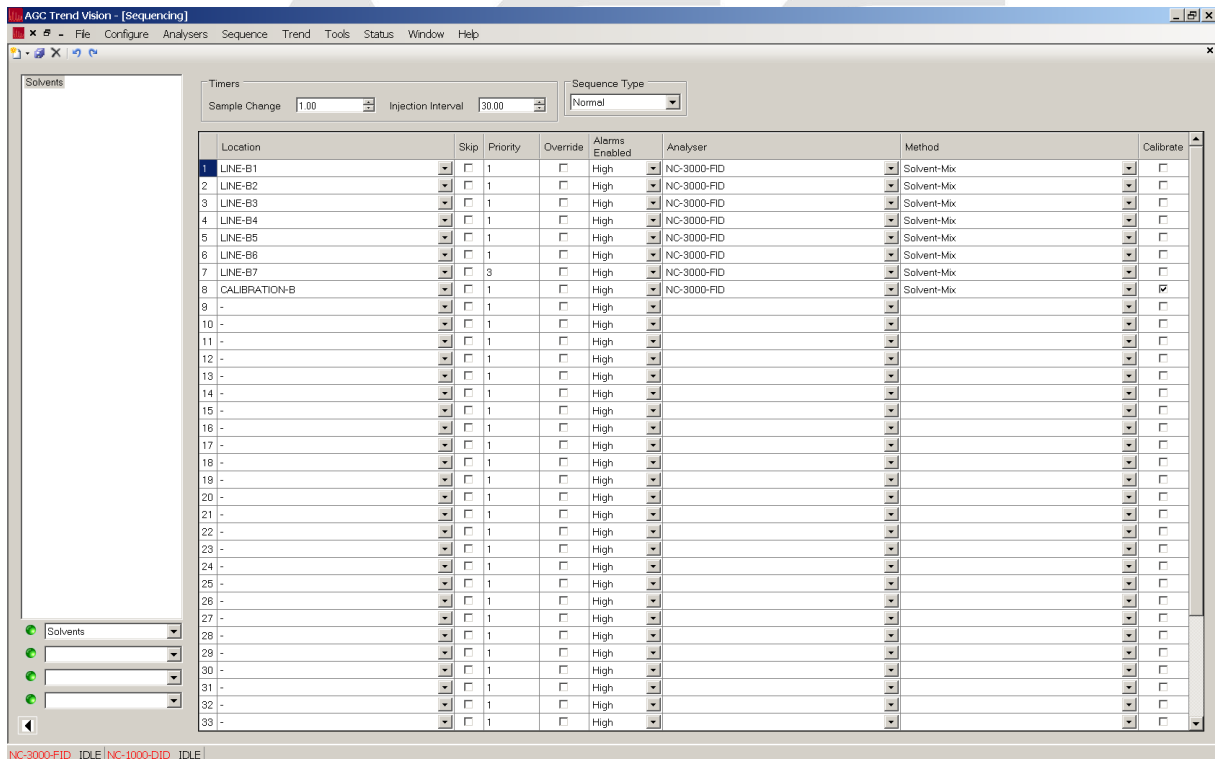 AGC Trend Vision - [Sequencing]
File Configure Analysers Sequence Trend Tools Status Window Help
Solvents
Timers
Sample Change 1.00 Injection Interval 30.00
Sequence Type
Normal
Location Skip Priority Override Alarms Enabled Analyser Method Calibrate
1 LINE-B1 1 High NC-3000-FID Solvent-Mix
2 LINE-B2 1 High NC-3000-FID Solvent-Mix
3 LINE-B3 1 High NC-3000-FID Solvent-Mix
4 LINE-B4 1 High NC-3000-FID Solvent-Mix
5 LINE-B5 1 High NC-3000-FID Solvent-Mix
6 LINE-B6 1 High NC-3000-FID Solvent-Mix
7 LINE-B7 3 High NC-3000-FID Solvent-Mix
8 CALIBRATION-B 1 High NC-3000-FID Solvent-Mix
9 - 1 High
10 - 1 High
11 - 1 High
12 - 1 High
13 - 1 High
14 - 1 High
15 - 1 High
16 - 1 High
17 - 1 High
18 - 1 High
19 - 1 High
20 - 1 High
21 - 1 High
22 - 1 High
23 - 1 High
24 - 1 High
25 - 1 High
26 - 1 High
27 - 1 High
28 - 1 High
29 - 1 High
30 - 1 High
31 - 1 High
32 - 1 High
33 - 1 High
Solvents
NC-3000-FID IDLE NC-1000-DID IDLE